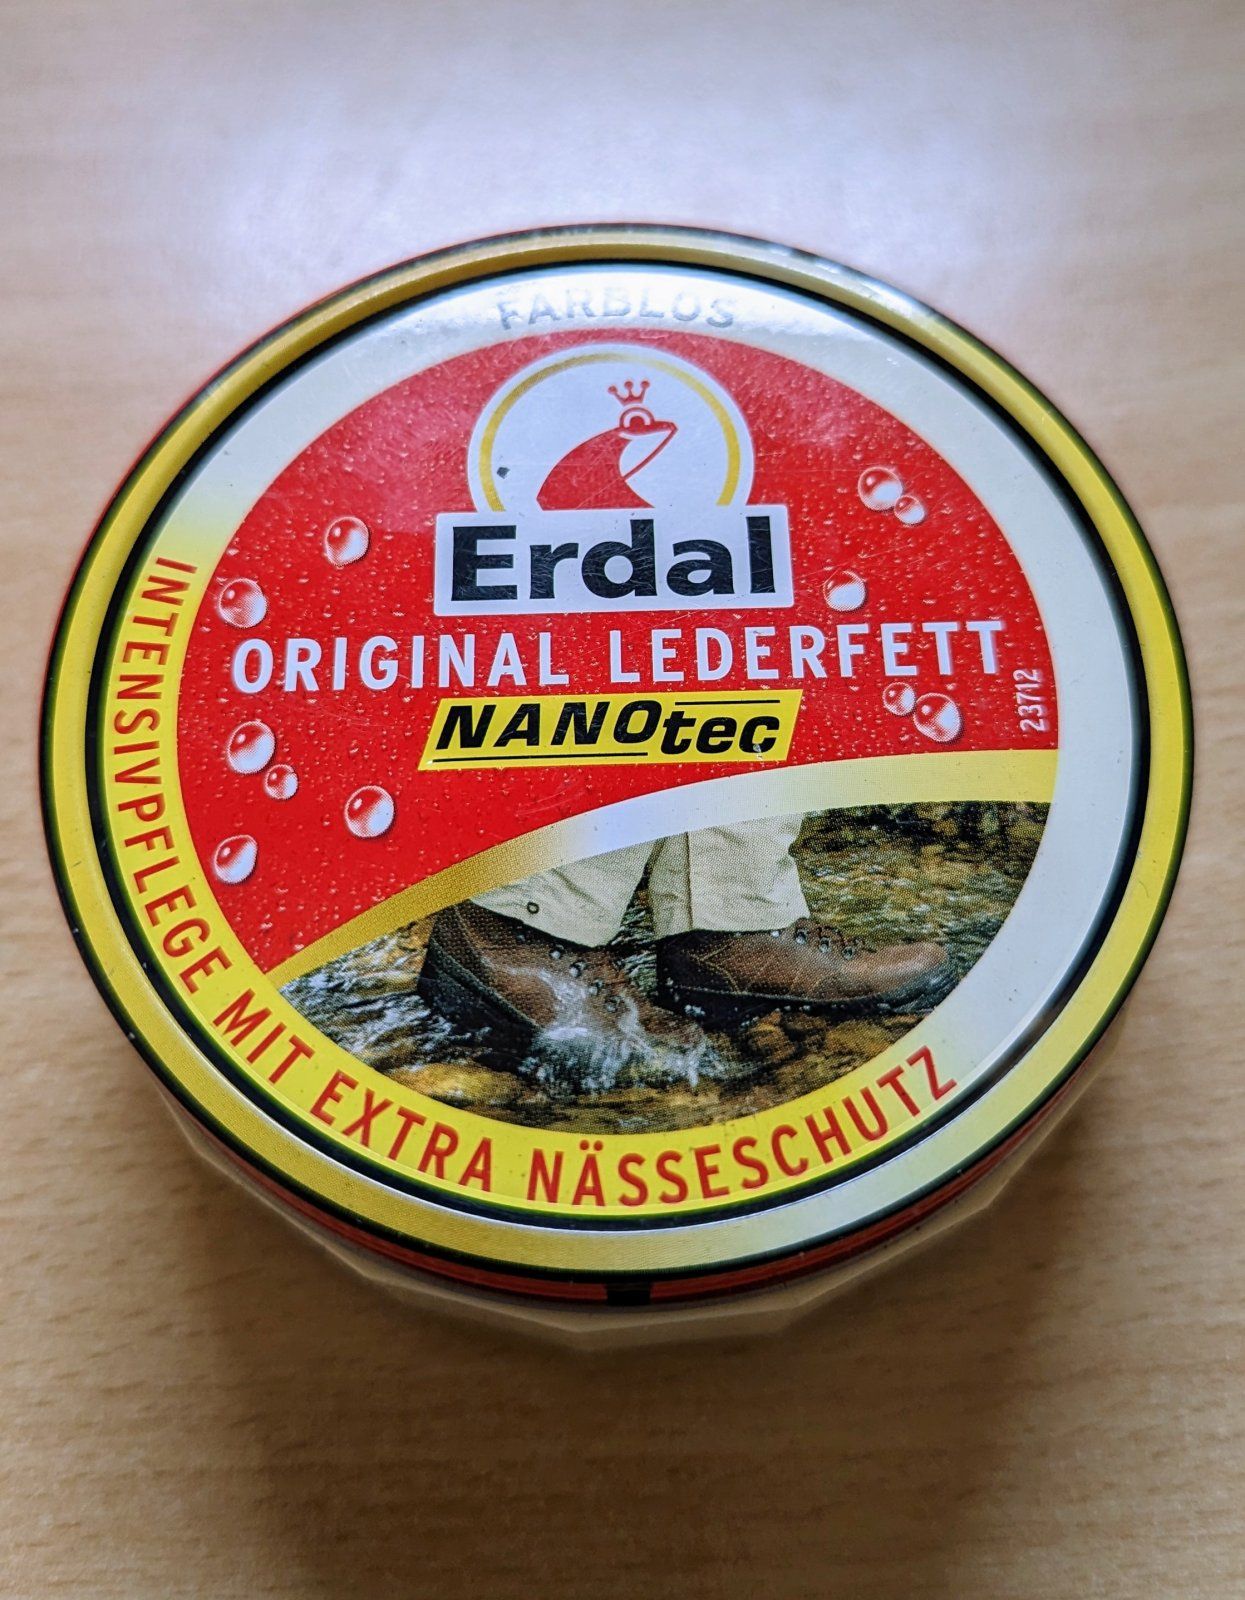 FARBLOS
Erdal
ORIGINAL LEDERFETT
NANOtec
23712
INTENSIVPFLEGE MIT EXTRA NÄSSESCHUTZ